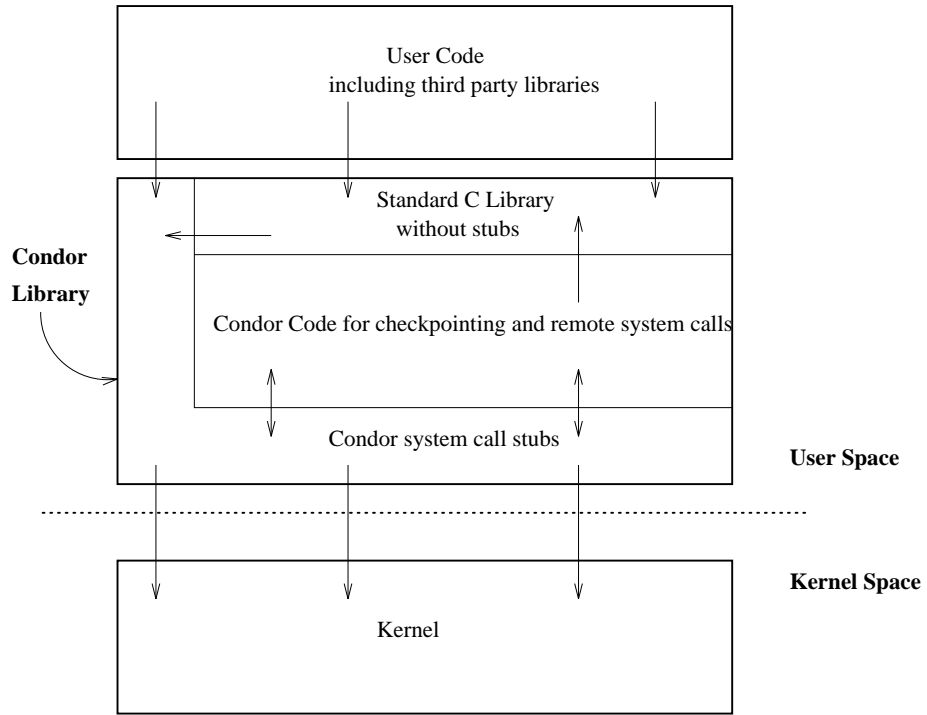 User Code
including third party libraries
Standard C Library
without stubs
Condor
Library
Condor Code for checkpointing and remote system calls
Condor system call stubs
User Space
Kernel Space
Kernel